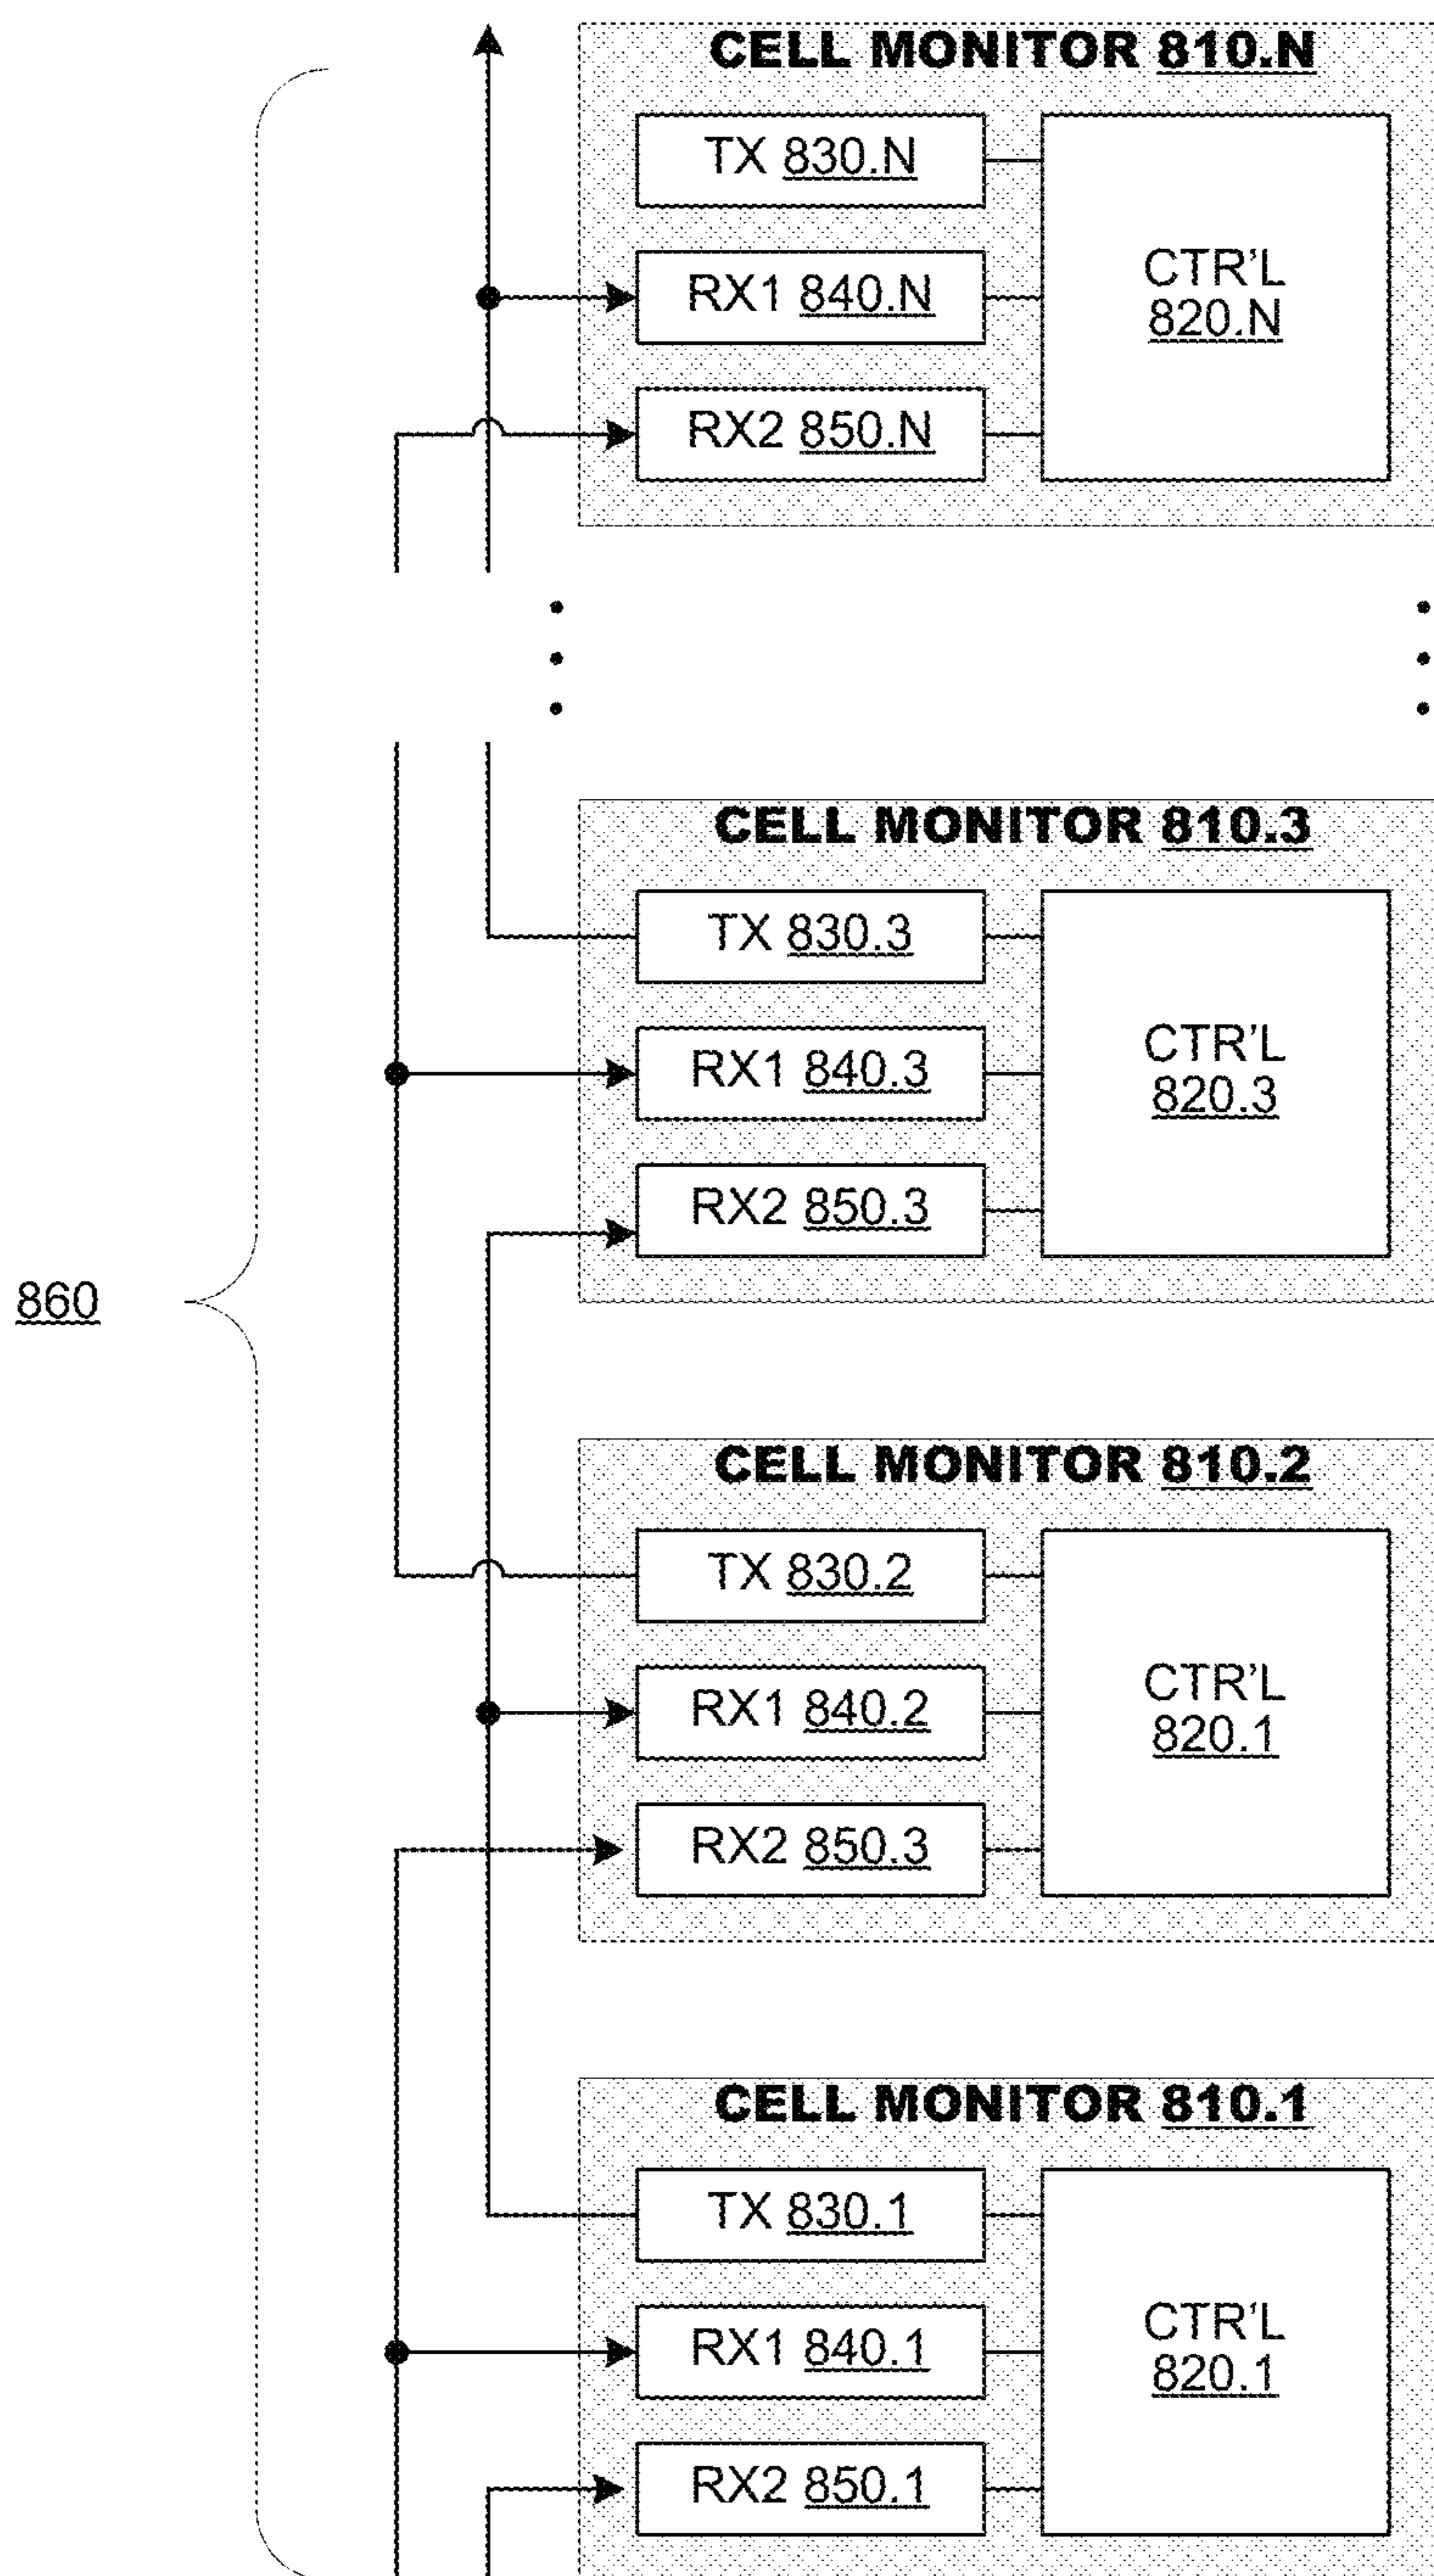 CELL MONITOR 810.N
TX 830.N
RX1 840.N
RX2 850.N
CTR'L
820.N
CELL MONITOR 810.3
TX 830.3
RX1 840.3
RX2 850.3
CTR'L
820.3
860
CELL MONITOR 810.2
TX 830.2
RX1 840.2
RX2 850.3
CTR'L
820.1
CELL MONITOR 810.1
TX 830.1
RX1 840.1
RX2 850.1
CTR'L
820.1